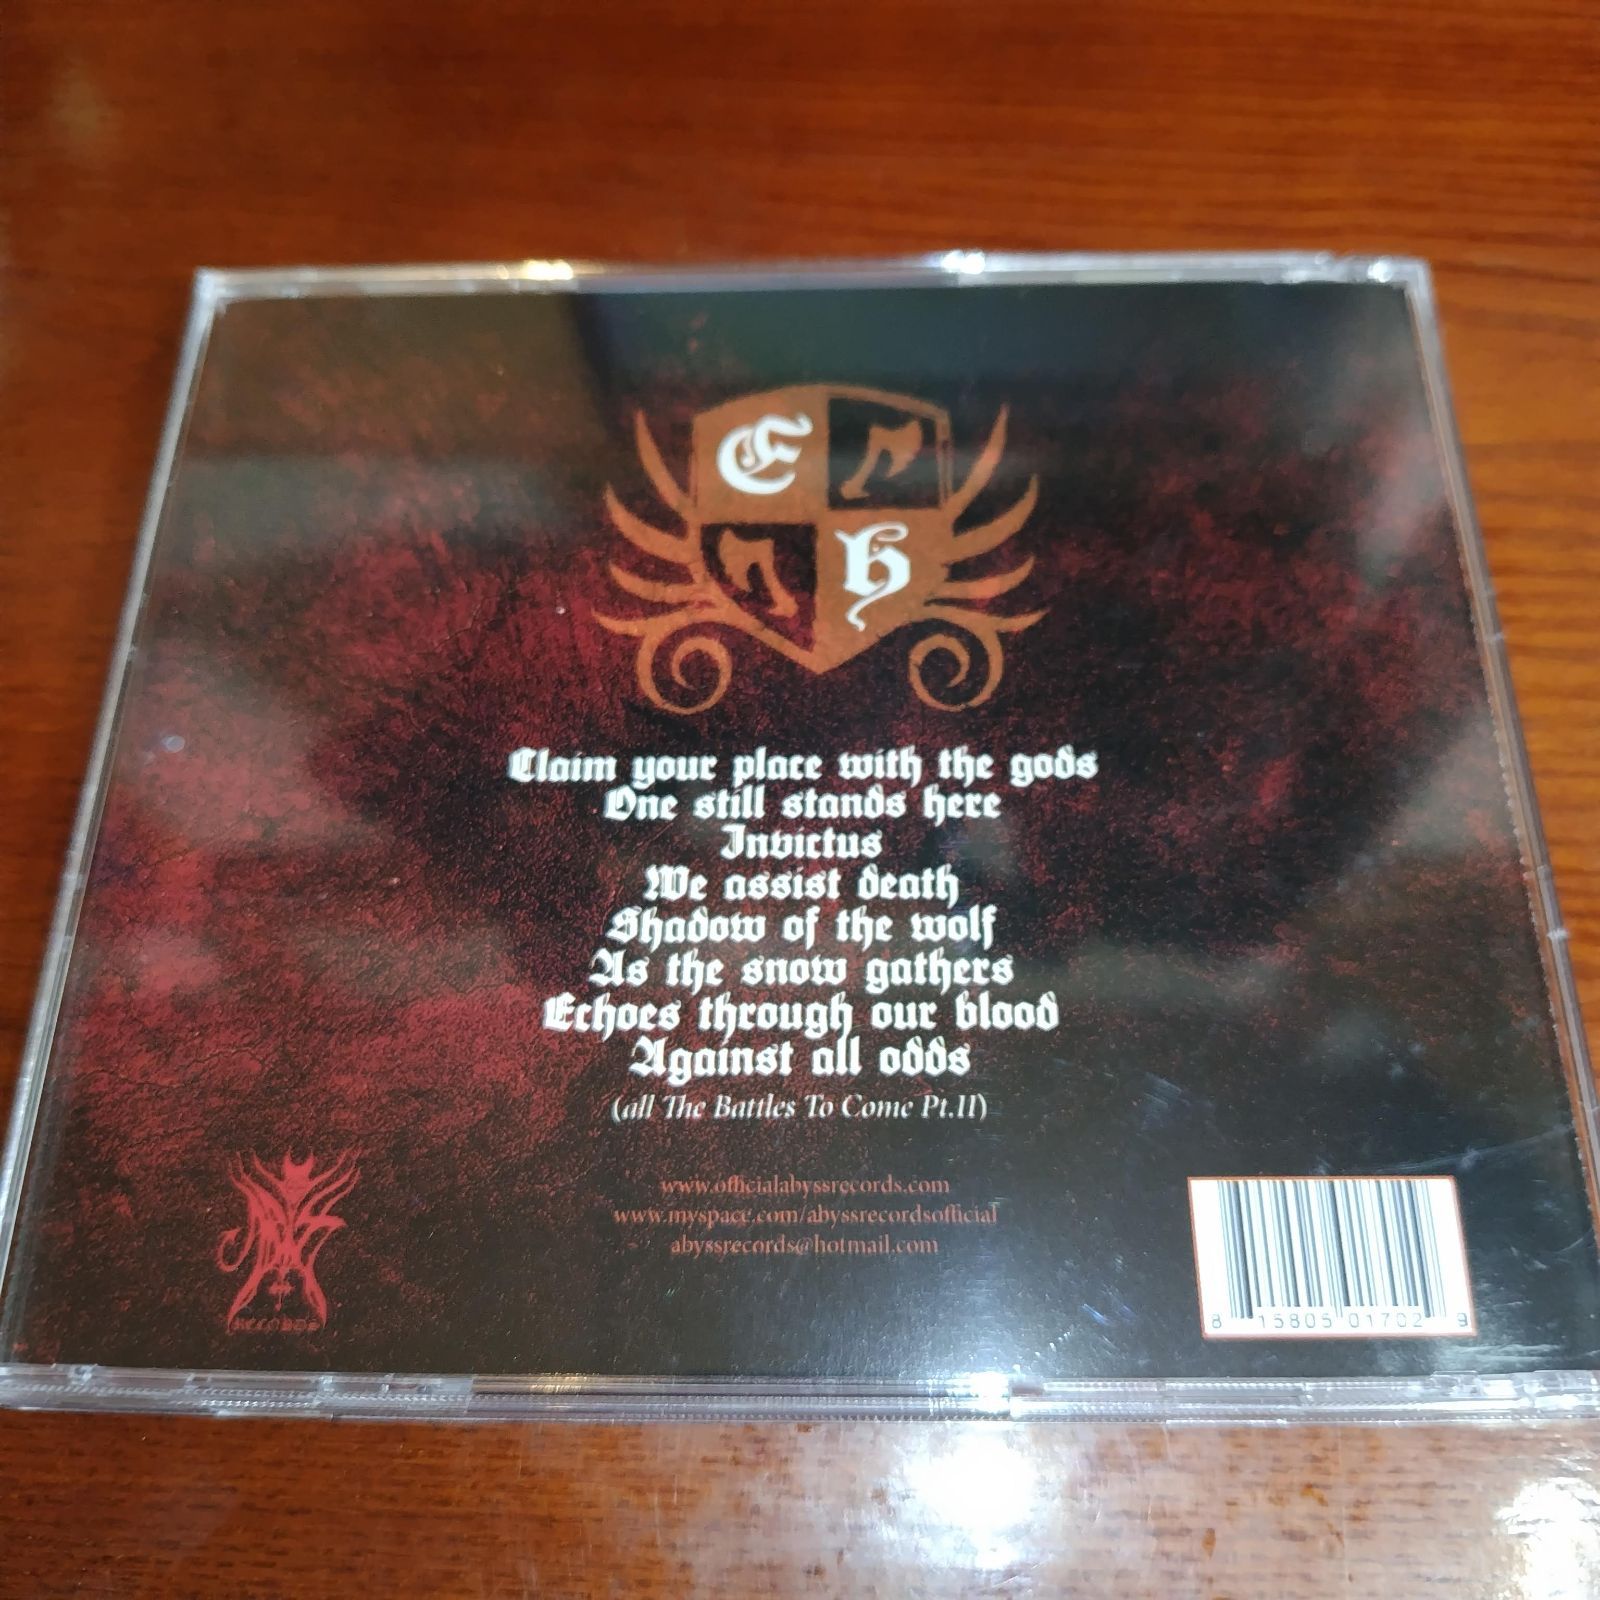 E
h
Claim your place with the gods
One still stands here
Invictus
We assist death
Shadow of the wolf
As the snow gathers
Echoes through our blood
Against all odds
(all The Battles To Come Pt.II)
www.officialabyssrecords.com
www.myspace.com/abyssrecordsofficial
abyssrecords@hotmail.com
ABYSS
RECORDS
8 15805 01702 9